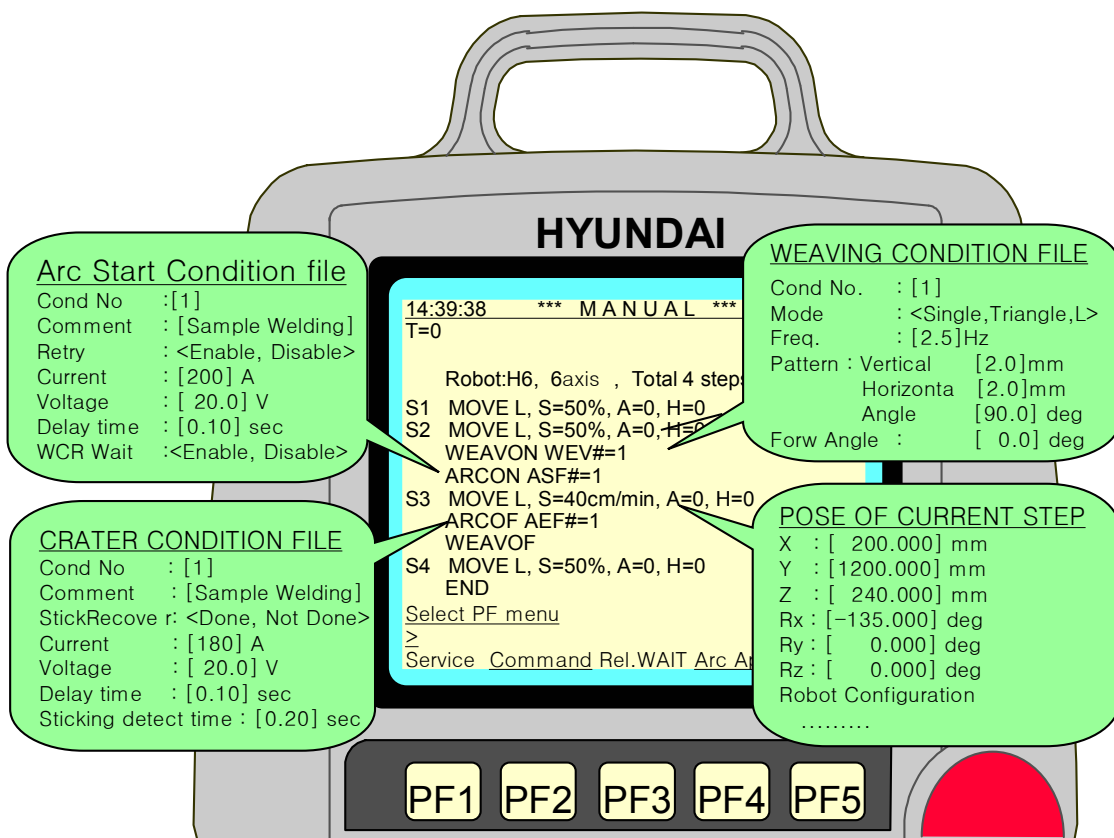 HYUNDAI
Arc Start Condition file
Cond No :[1]
Comment : [Sample Welding]
Retry : <Enable, Disable>
Current : [200] A
Voltage : [ 20.0] V
Delay time : [0.10] sec
WCR Wait :<Enable, Disable>
WEAVING CONDITION FILE
Cond No. : [1]
Mode : <Single,Triangle,L>
Freq. : [2.5]Hz
Pattern : Vertical [2.0]mm
Horizonta [2.0]mm
Angle [90.0] deg
Forw Angle : [ 0.0] deg
14:39:38 *** M A N U A L ***
T=0
Robot:H6, 6axis , Total 4 steps
S1 MOVE L, S=50%, A=0, H=0
S2 MOVE L, S=50%, A=0, H=0
WEAVON WEV#=1
ARCON ASF#=1
S3 MOVE L, S=40cm/min, A=0, H=0
ARCOF AEF#=1
WEAVOF
S4 MOVE L, S=50%, A=0, H=0
END
Select PF menu
>
Service Command Rel.WAIT Arc
CRATER CONDITION FILE
Cond No : [1]
Comment : [Sample Welding]
StickRecove r: <Done, Not Done>
Current : [180] A
Voltage : [ 20.0] V
Delay time : [0.10] sec
Sticking detect time : [0.20] sec
POSE OF CURRENT STEP
X : [ 200.000] mm
Y : [1200.000] mm
Z : [ 240.000] mm
Rx : [-135.000] deg
Ry : [ 0.000] deg
Rz : [ 0.000] deg
Robot Configuration
.........
PF1 PF2 PF3 PF4 PF5